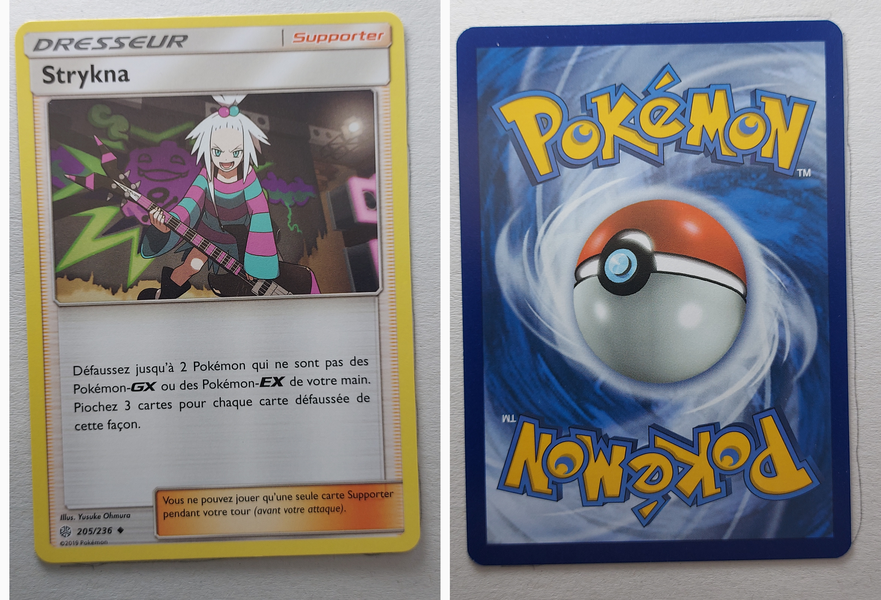 DRESSEUR
Supporter
Strykna
Défaussez jusqu'à 2 Pokémon qui ne sont pas des
Pokémon-GX ou des Pokémon-EX de votre main.
Piochez 3 cartes pour chaque carte défaussée de
cette façon.
Vous ne pouvez jouer qu'une seule carte Supporter
pendant votre tour (avant votre attaque).
Illus. Yusuke Ohmura
205/236
©2019 Pokémon
POKéMON
TM
TM
POKéMON